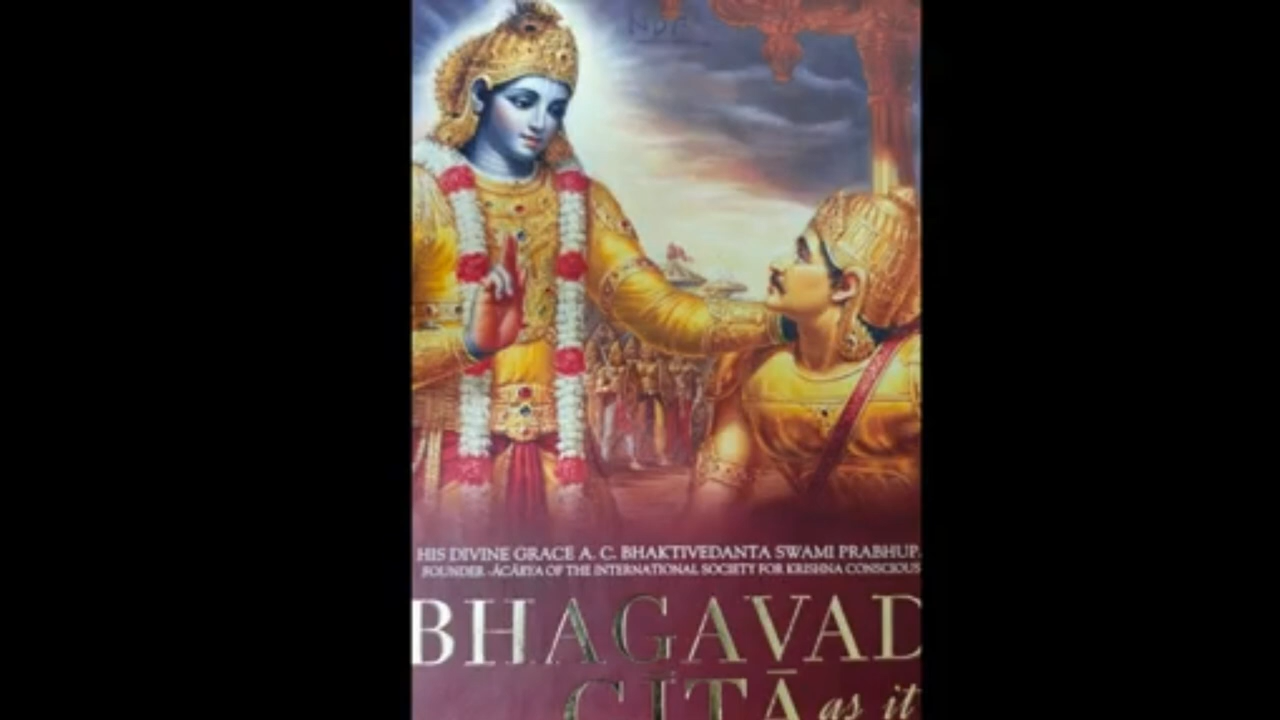 HIS DIVINE GRACE A. C. BHAKTIVEDANTA SWAMI PRABHUP
FOUNDER -ĀCĀRYA OF THE INTERNATIONAL SOCIETY FOR KRISHNA CONSCIOUS
BHAGAVAD
GĪTĀ as it